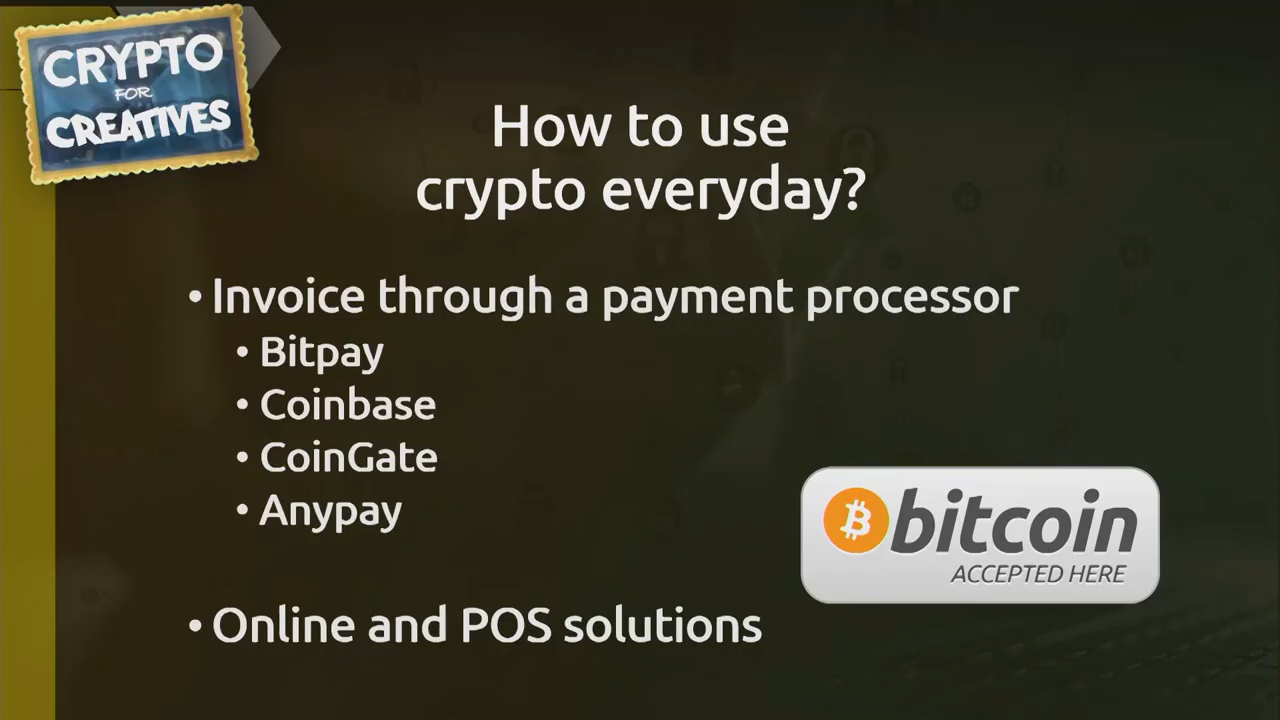 CRYPTO
FOR
CREATIVES
How to use
crypto everyday?
• Invoice through a payment processor
• Bitpay
• Coinbase
• CoinGate
• Anypay
bitcoin
ACCEPTED HERE
• Online and POS solutions